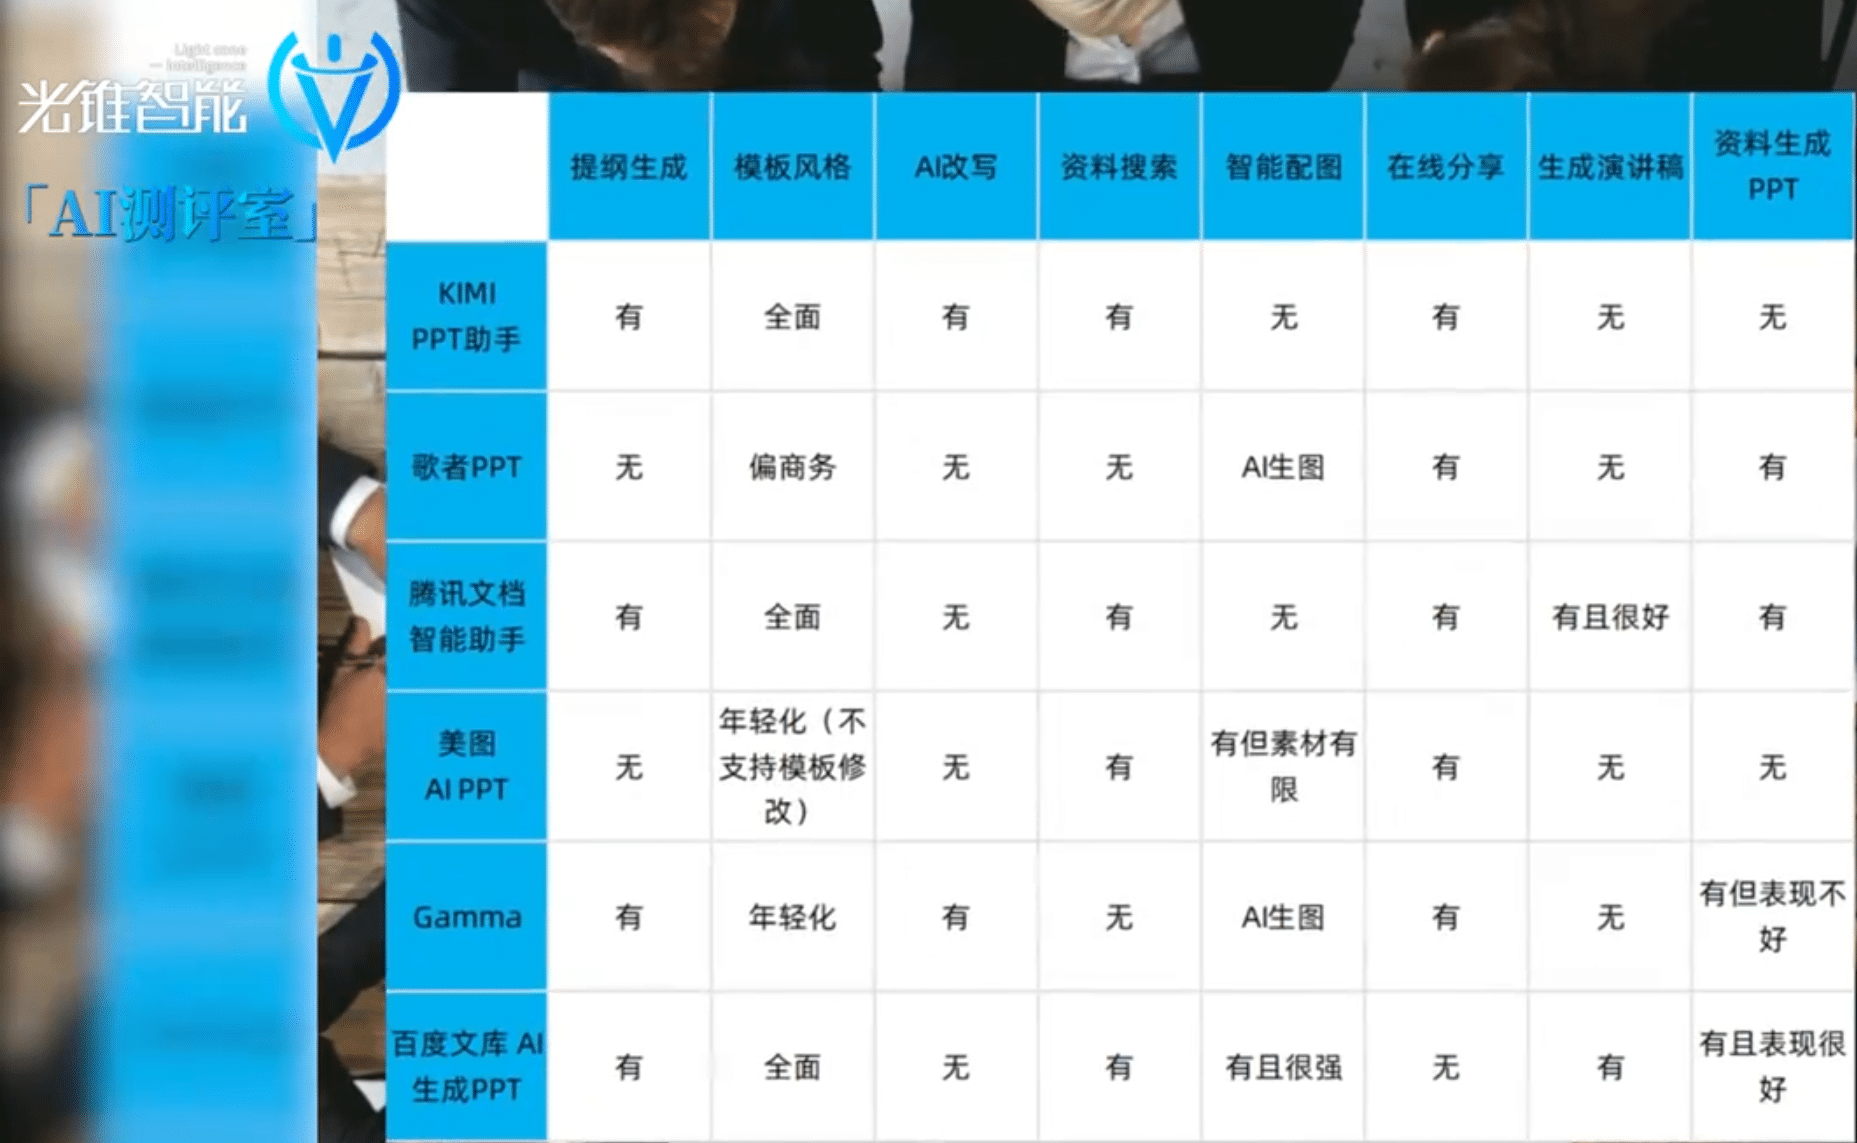 Light cone
Intelligence
光锥智能
「AI测评室」
提纲生成 模板风格 AI改写 资料搜索 智能配图 在线分享 生成演讲稿 资料生成
PPT
KIMI
PPT助手 有 全面 有 有 无 有 无 无
歌者PPT 无 偏商务 无 无 AI生图 有 无 有
腾讯文档
智能助手 有 全面 无 有 无 有 有且很好 有
美图
AI PPT 无 年轻化（不
支持模板修
改） 无 有 有但素材有
限 有 无 无
Gamma 有 年轻化 有 无 AI生图 有 无 有但表现不
好
百度文库 AI
生成PPT 有 全面 无 有 有且很强 无 有 有且表现很
好